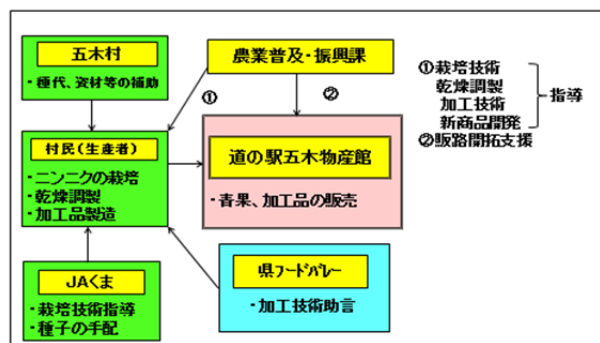 五木村
・種代、資材等の補助
農業普及・振興課
①栽培技術
乾燥調製
加工技術
新商品開発
指導
②販路開拓支援
①
②
村民(生産者)
・ニンニクの栽培
・乾燥調製
・加工品製造
道の駅五木物産館
・青果、加工品の販売
JAくま
・栽培技術指導
・種子の手配
県フードバレー
・加工技術助言